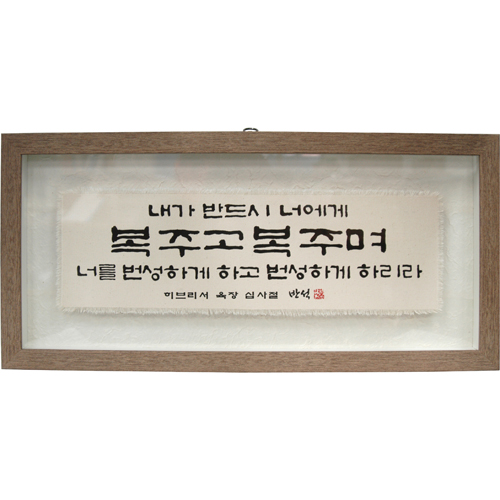 내가 반드시 너에게
복주고 복주며
너를 번성하게 하고 번성하게 하리라
히브리서 육장 십사절 반석